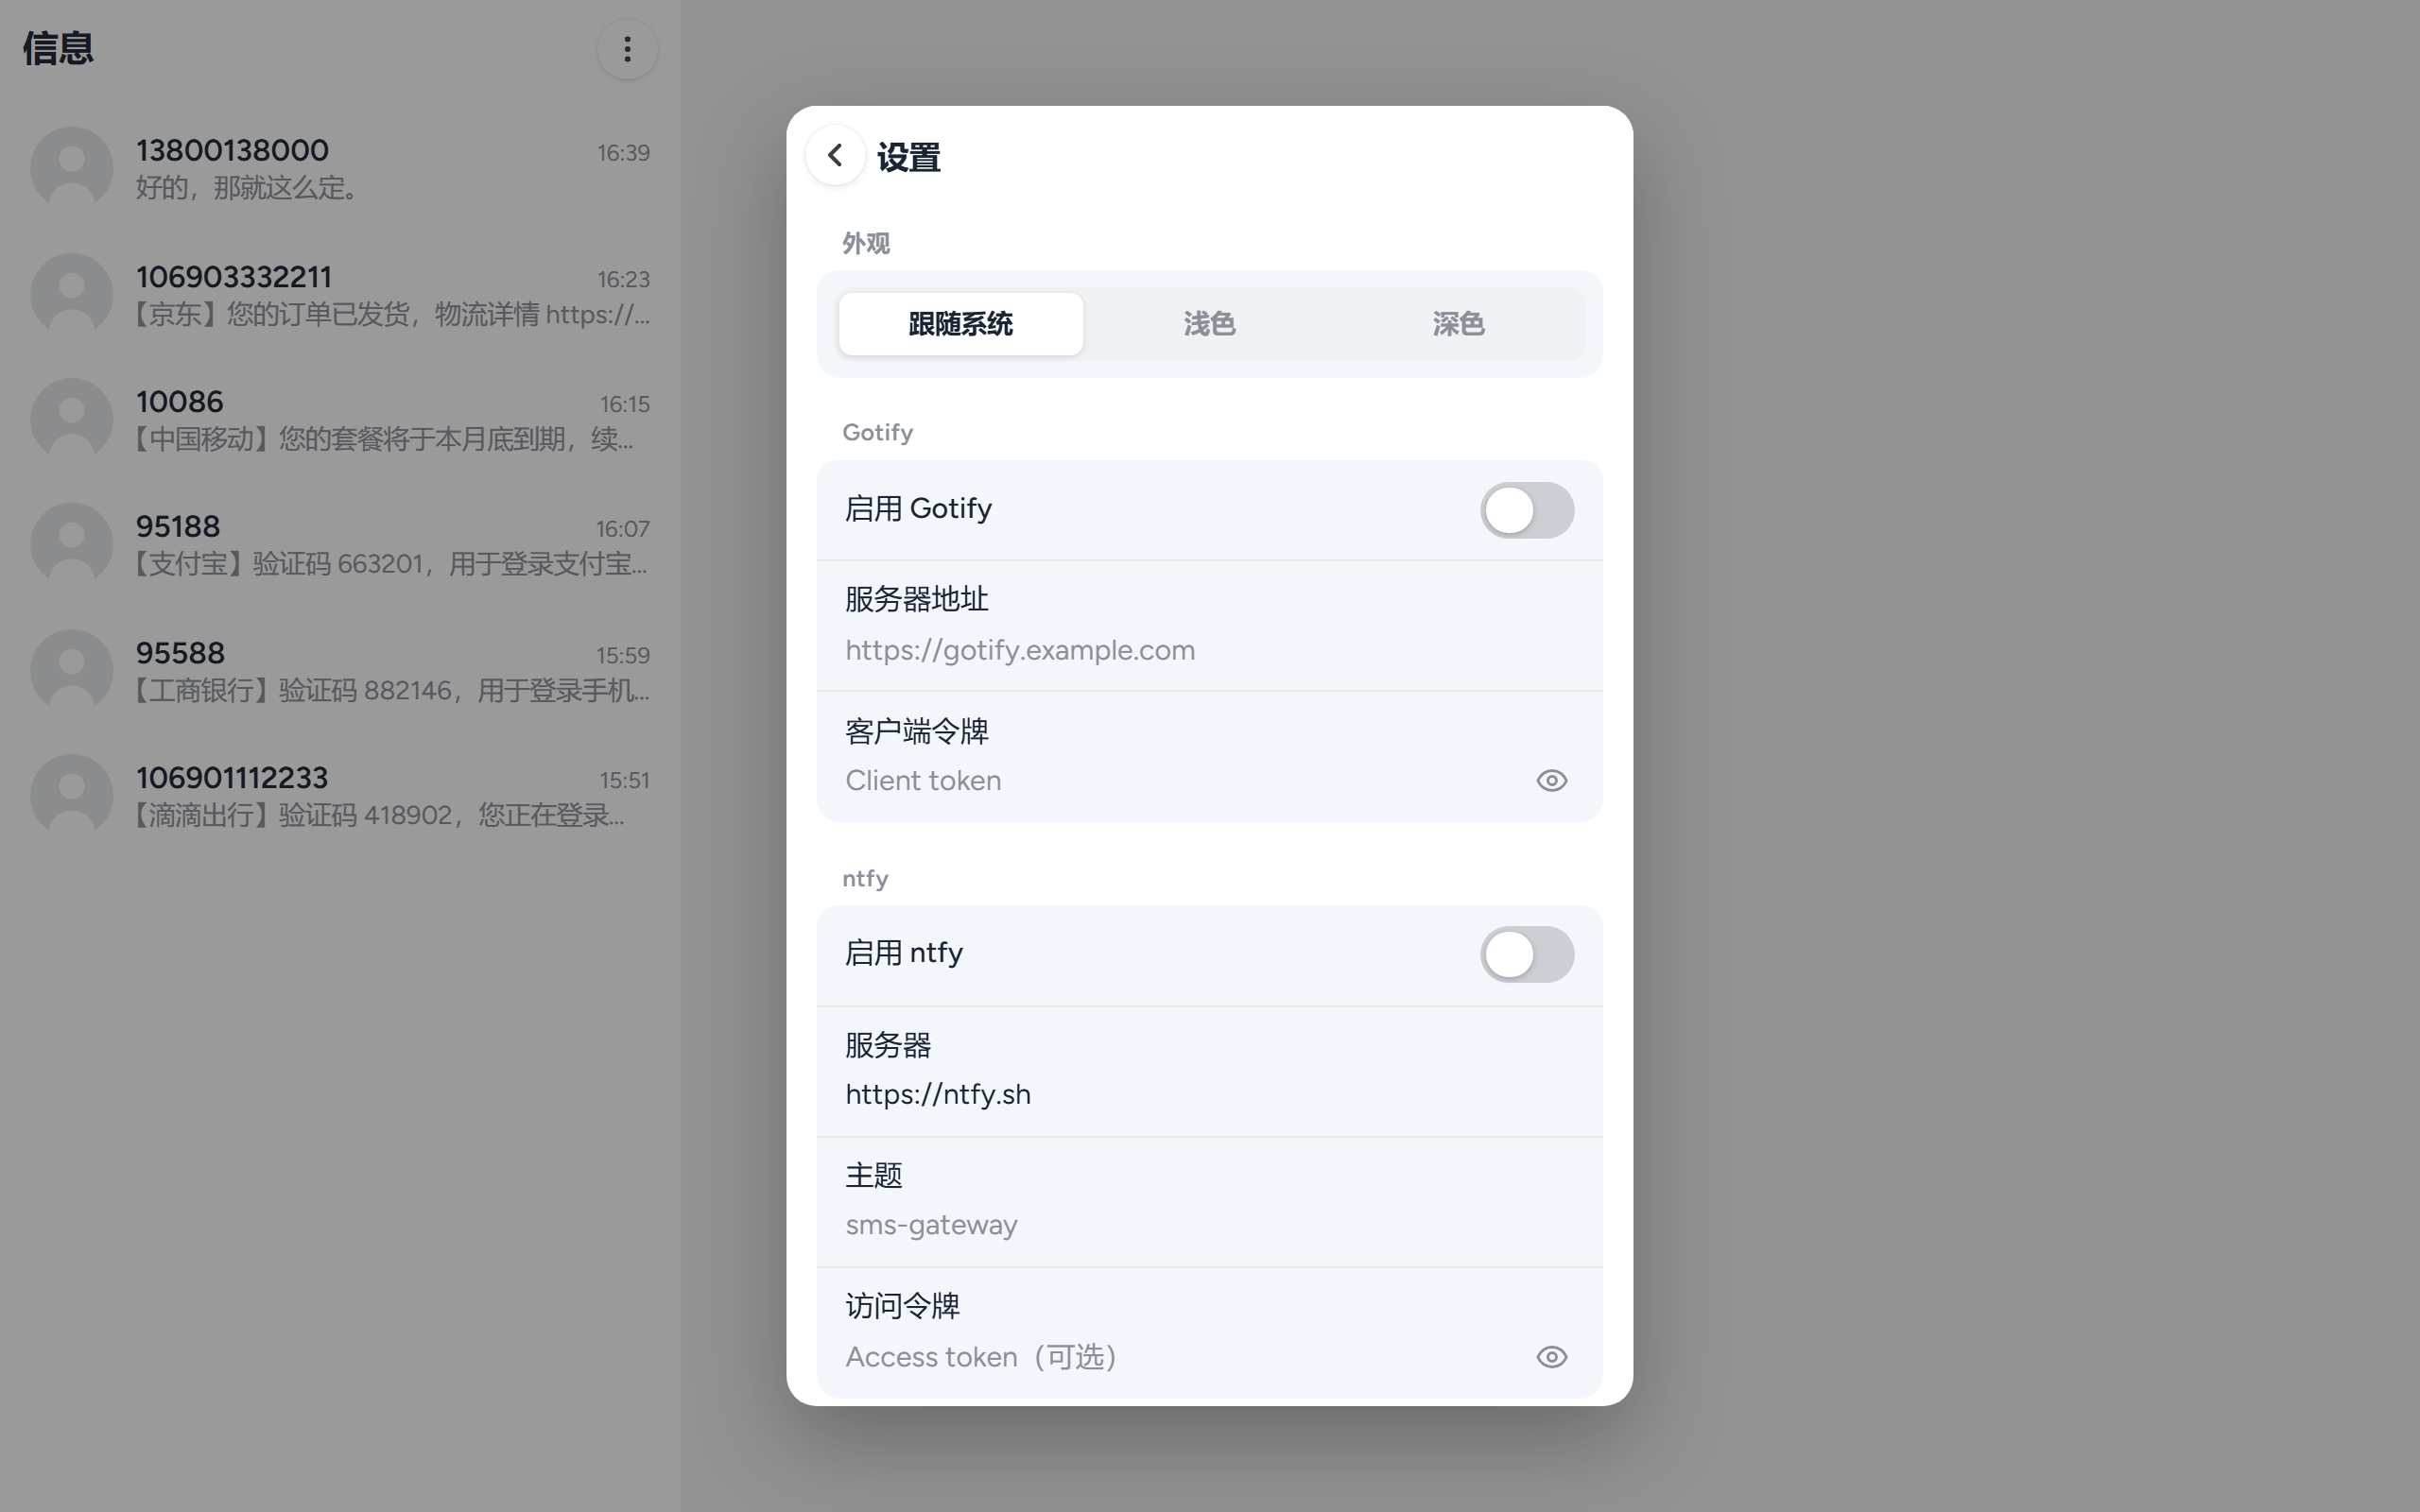 信息
13800138000 16:39
好的，那就这么定。
106903332211 16:23
【京东】您的订单已发货，物流详情 https://...
10086 16:15
【中国移动】您的套餐将于本月底到期，续...
95188 16:07
【支付宝】验证码 663201，用于登录支付宝...
95588 15:59
【工商银行】验证码 882146，用于登录手机...
106901112233 15:51
【滴滴出行】验证码 418902，您正在登录...
设置
外观
跟随系统 浅色 深色
Gotify
启用 Gotify
服务器地址
https://gotify.example.com
客户端令牌
Client token
ntfy
启用 ntfy
服务器
https://ntfy.sh
主题
sms-gateway
访问令牌
Access token（可选）